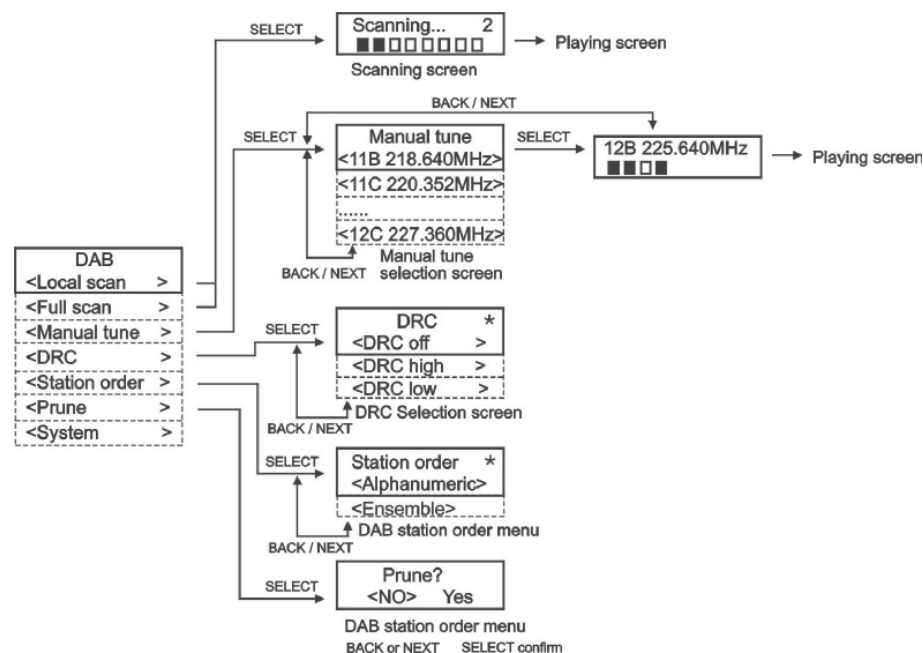 SELECT
Scanning... 2
Playing screen
Scanning screen
BACK / NEXT
SELECT
Manual tune
<11B 218.640MHz>
<11C 220.352MHz>
......
<12C 227.360MHz>
BACK / NEXT
Manual tune
selection screen
SELECT
12B 225.640MHz
Playing screen
DAB
<Local scan >
<Full scan >
<Manual tune >
<DRC >
<Station order >
<Prune >
<System >
SELECT
DRC *
<DRC off >
<DRC high >
<DRC low >
DRC Selection screen
BACK / NEXT
SELECT
Station order *
<Alphanumeric>
<Ensemble>
DAB station order menu
BACK / NEXT
SELECT
Prune?
<NO> Yes
DAB station order menu
BACK or NEXT SELECT confirm